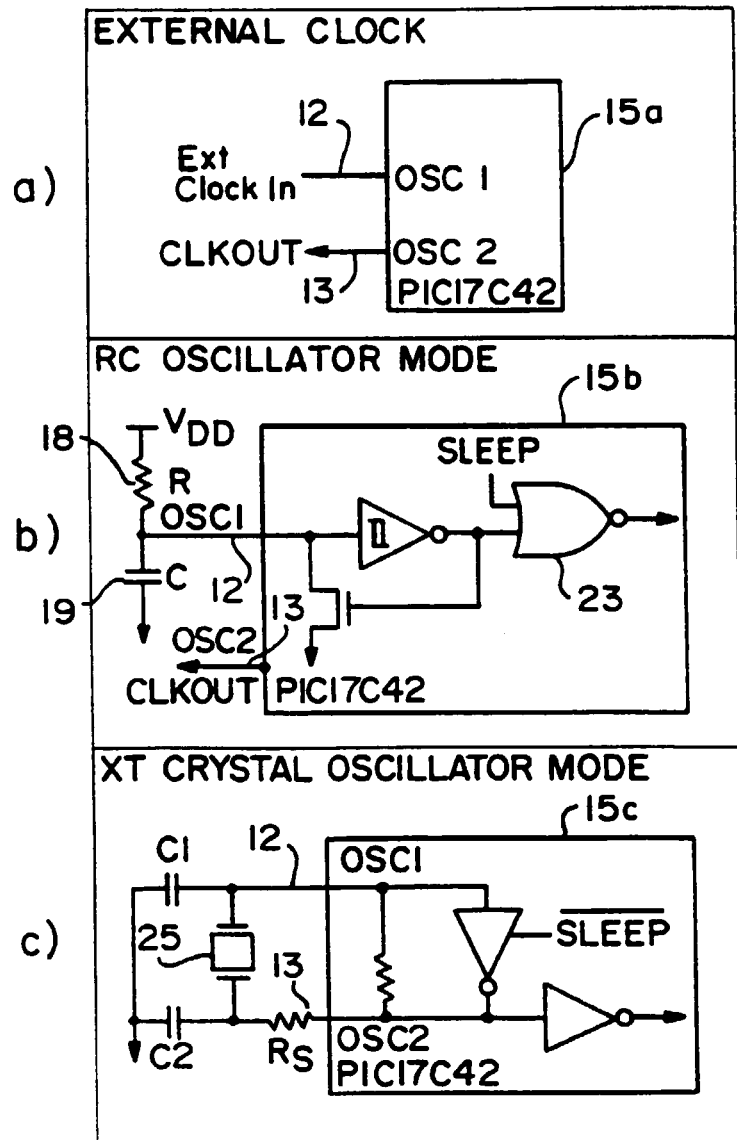 EXTERNAL CLOCK
12
15a
a)
Ext
Clock In
OSC 1
CLKOUT
OSC 2
13
PIC17C42
RC OSCILLATOR MODE
15b
18
VDD
SLEEP
R
OSC1
b)
C
12
19
23
13
OSC2
CLKOUT
PIC17C42
XT CRYSTAL OSCILLATOR MODE
15c
C1
12
OSC1
25
SLEEP
c)
13
C2
RS
OSC2
PIC17C42